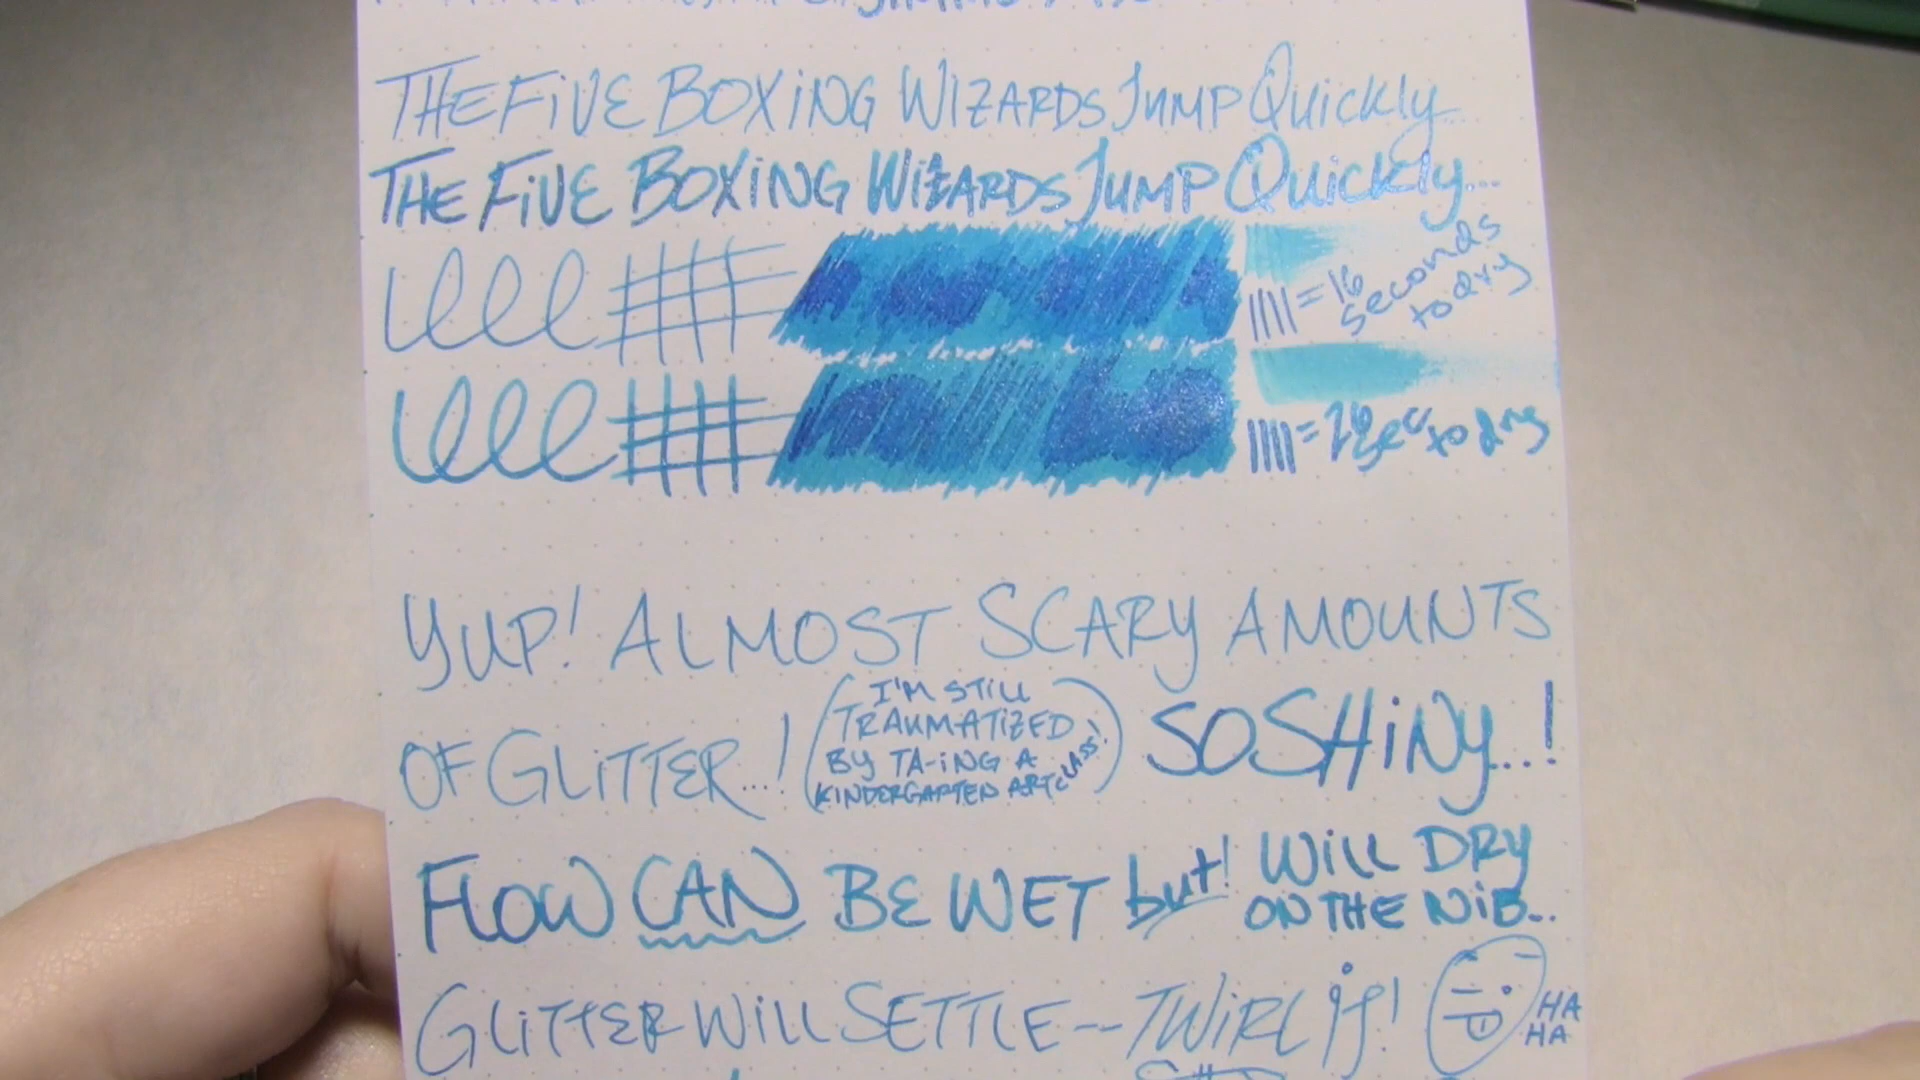 THE FiVE BOXiNG WIZARDS JUMP QuickLy
THE FiVE BOXiNG WiZARDS JUMP Quickly...
= 16 seconds
to dry
= sec to dry
YUP! ALMOST SCARY AMOUNTS
OF GLiTTER...! (I'M STiLL
TRAUMATiZED
BY TA-iNG A
KINDERGARTEN ART CLASS!) SO SHiNy...!
FLOW CAN BE WET but! WiLL DRY
ON THE NiB...
GLiTTER WiLL SETTLE -- TWiRL iT! HA
HA